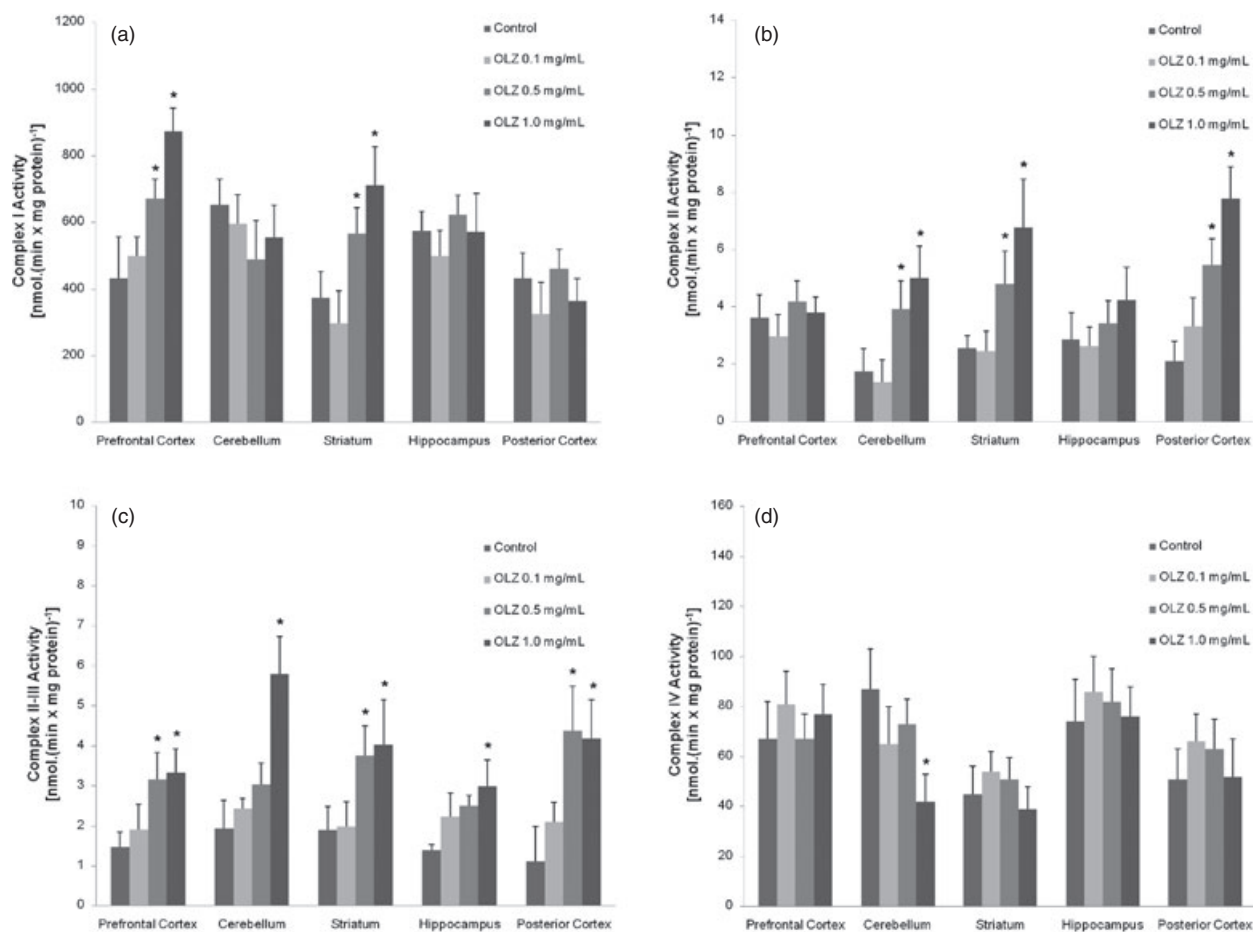 (a)
Complex I Activity
[nmol.(min x mg protein)⁻¹]
1200
1000
800
600
400
200
0
Control
OLZ 0.1 mg/mL
OLZ 0.5 mg/mL
OLZ 1.0 mg/mL
* * * *
Prefrontal Cortex Cerebellum Striatum Hippocampus Posterior Cortex
(b)
Complex II Activity
[nmol.(min x mg protein)⁻¹]
14
12
10
8
6
4
2
0
Control
OLZ 0.1 mg/mL
OLZ 0.5 mg/mL
OLZ 1.0 mg/mL
* * * * * *
Prefrontal Cortex Cerebellum Striatum Hippocampus Posterior Cortex
(c)
Complex II-III Activity
[nmol.(min x mg protein)⁻¹]
10
9
8
7
6
5
4
3
2
1
0
Control
OLZ 0.1 mg/mL
OLZ 0.5 mg/mL
OLZ 1.0 mg/mL
* * * * * * * *
Prefrontal Cortex Cerebellum Striatum Hippocampus Posterior Cortex
(d)
Complex IV Activity
[nmol.(min x mg protein)⁻¹]
160
140
120
100
80
60
40
20
0
Control
OLZ 0.1 mg/mL
OLZ 0.5 mg/mL
OLZ 1.0 mg/mL
*
Prefrontal Cortex Cerebellum Striatum Hippocampus Posterior Cortex